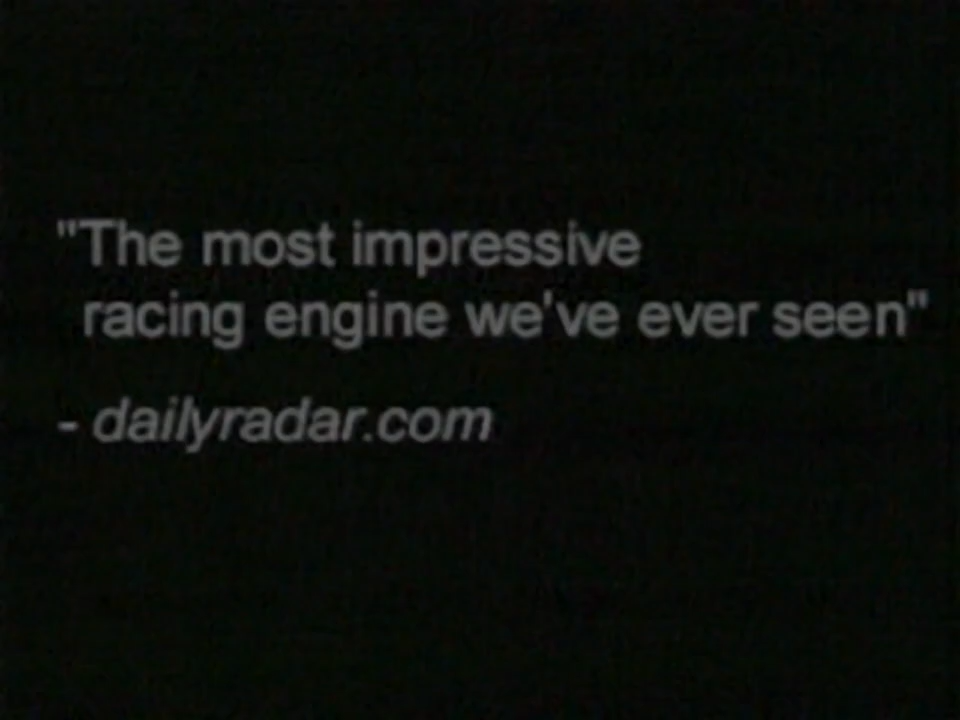 "The most impressive
racing engine we've ever seen"
- dailyradar.com